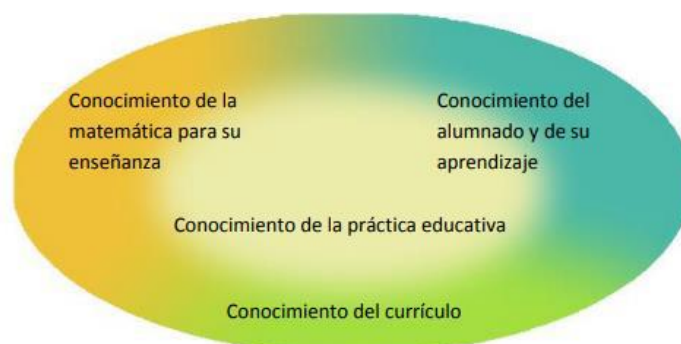 Conocimiento de la
matemática para su
enseñanza
Conocimiento del
alumnado y de su
aprendizaje
Conocimiento de la práctica educativa
Conocimiento del currículo